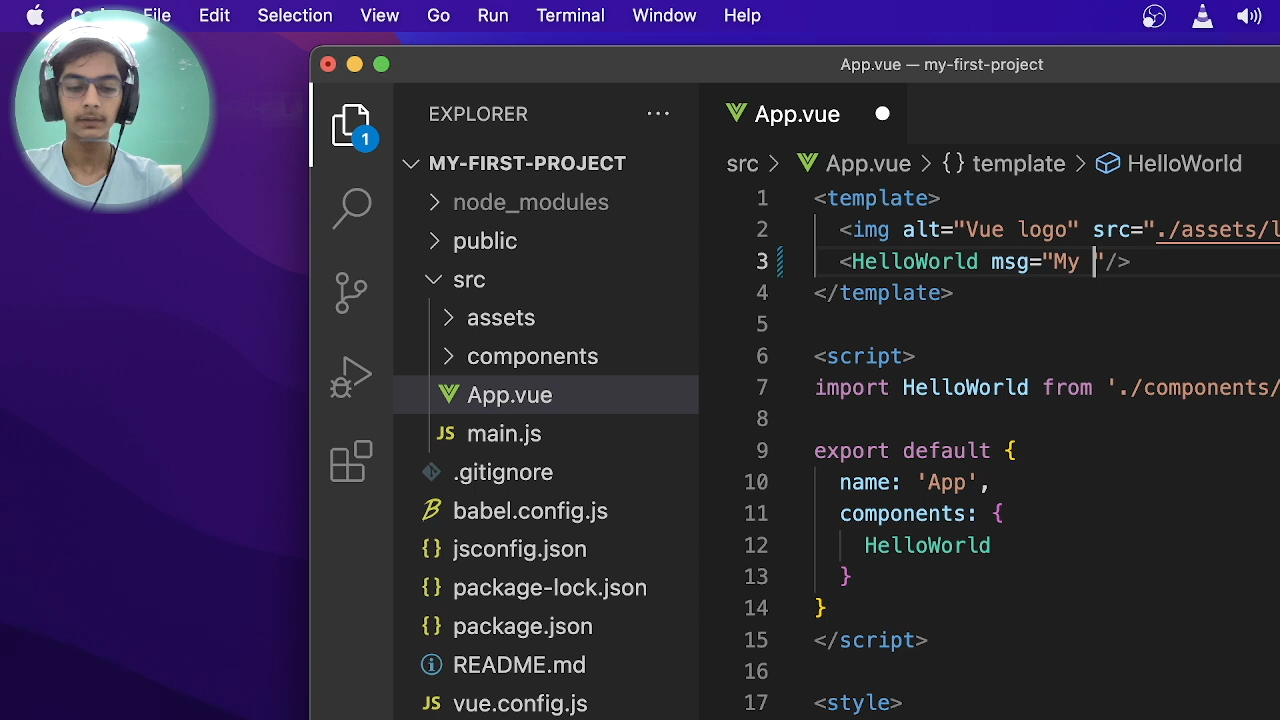 File Edit Selection View Go Run Terminal Window Help
App.vue — my-first-project
1
EXPLORER
MY-FIRST-PROJECT
node_modules
public
src
assets
components
App.vue
JS main.js
.gitignore
babel.config.js
{} jsconfig.json
{} package-lock.json
{} package.json
README.md
JS vue.config.js
App.vue
src > App.vue > {} template > HelloWorld
1 <template>
2 <img alt="Vue logo" src="./assets/l
3 <HelloWorld msg="My "/>
4 </template>
5
6 <script>
7 import HelloWorld from './components/
8
9 export default {
10 name: 'App',
11 components: {
12 HelloWorld
13 }
14 }
15 </script>
16
17 <style>